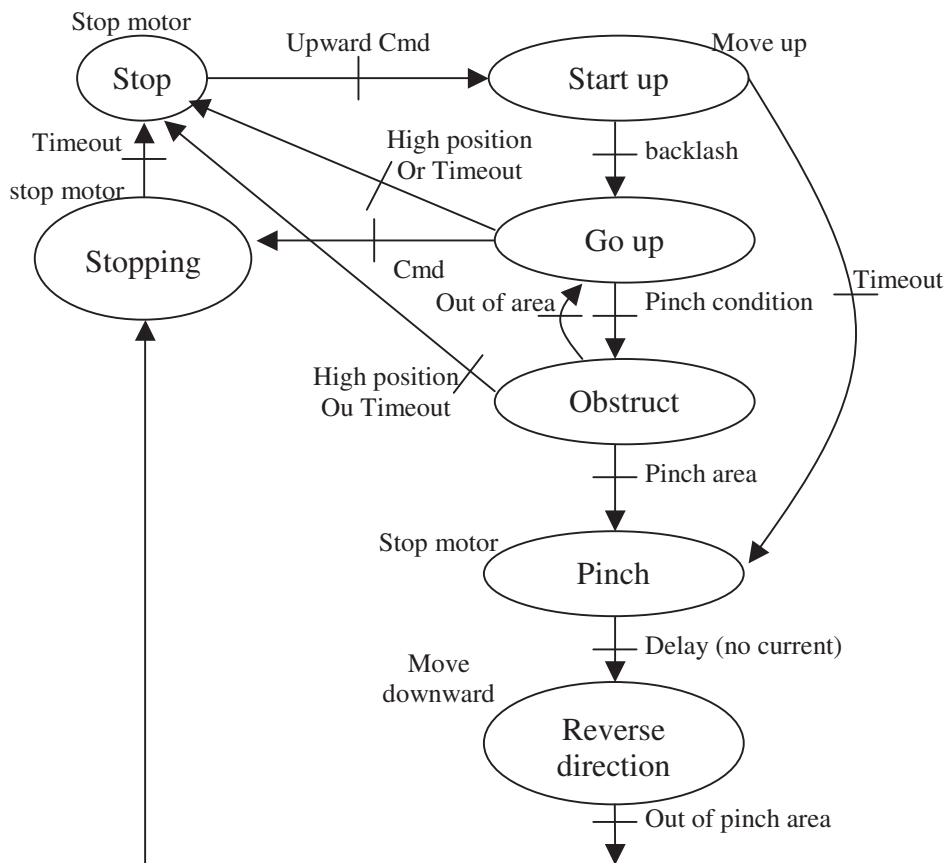 Stop motor
Upward Cmd
Move up
Stop
Start up
Timeout
High position
Or Timeout
backlash
stop motor
Stopping
Go up
Cmd
Out of area
Pinch condition
Timeout
High position
Ou Timeout
Obstruct
Pinch area
Stop motor
Pinch
Delay (no current)
Move
downward
Reverse
direction
Out of pinch area